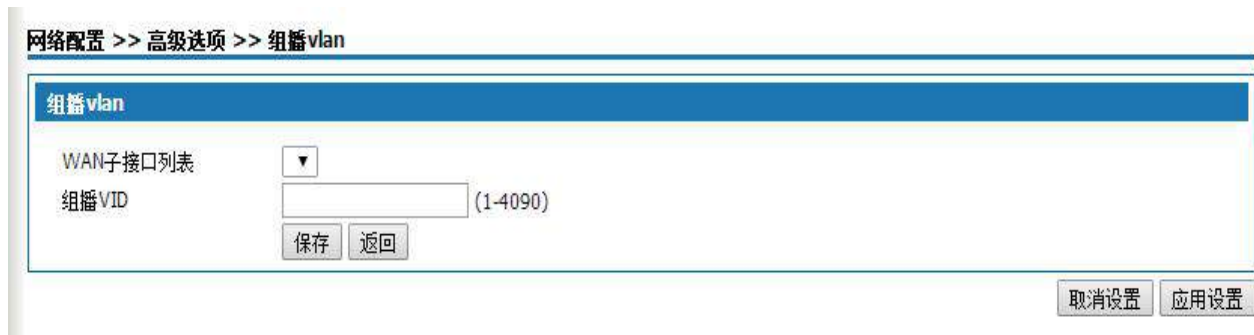 网络配置 >> 高级选项 >> 组播vlan
组播vlan
WAN子接口列表
组播VID (1-4090)
保存 返回
取消设置 应用设置